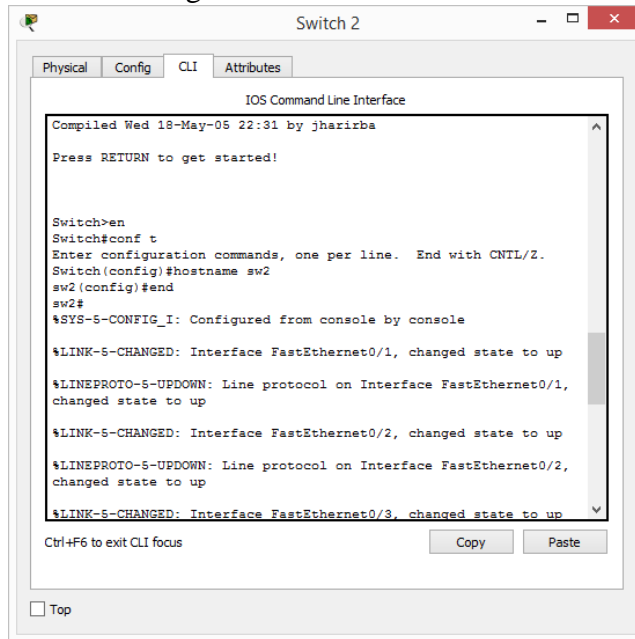 Switch 2
Physical Config CLI Attributes
IOS Command Line Interface
Compiled Wed 18-May-05 22:31 by jharirba
Press RETURN to get started!
Switch>en
Switch#conf t
Enter configuration commands, one per line.  End with CNTL/Z.
Switch(config)#hostname sw2
sw2(config)#end
sw2#
%SYS-5-CONFIG_I: Configured from console by console
%LINK-5-CHANGED: Interface FastEthernet0/1, changed state to up
%LINEPROTO-5-UPDOWN: Line protocol on Interface FastEthernet0/1,
changed state to up
%LINK-5-CHANGED: Interface FastEthernet0/2, changed state to up
%LINEPROTO-5-UPDOWN: Line protocol on Interface FastEthernet0/2,
changed state to up
%LINK-5-CHANGED: Interface FastEthernet0/3, changed state to up
Ctrl+F6 to exit CLI focus
Copy Paste
Top